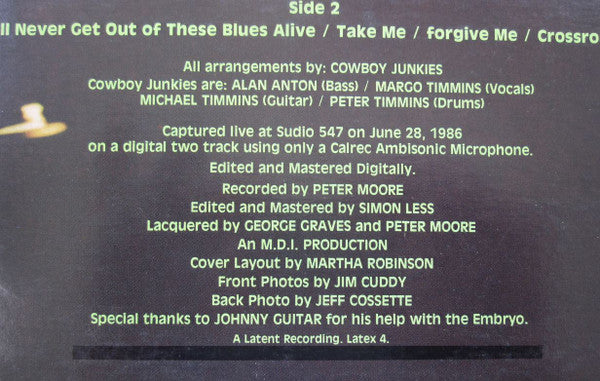 Side 2
ll Never Get Out of These Blues Alive / Take Me / forgive Me / Crossro
All arrangements by: COWBOY JUNKIES
Cowboy Junkies are: ALAN ANTON (Bass) / MARGO TIMMINS (Vocals)
MICHAEL TIMMINS (Guitar) / PETER TIMMINS (Drums)
Captured live at Sudio 547 on June 28, 1986
on a digital two track using only a Calrec Ambisonic Microphone.
Edited and Mastered Digitally.
Recorded by PETER MOORE
Edited and Mastered by SIMON LESS
Lacquered by GEORGE GRAVES and PETER MOORE
An M.D.I. PRODUCTION
Cover Layout by MARTHA ROBINSON
Front Photos by JIM CUDDY
Back Photo by JEFF COSSETTE
Special thanks to JOHNNY GUITAR for his help with the Embryo.
A Latent Recording. Latex 4.